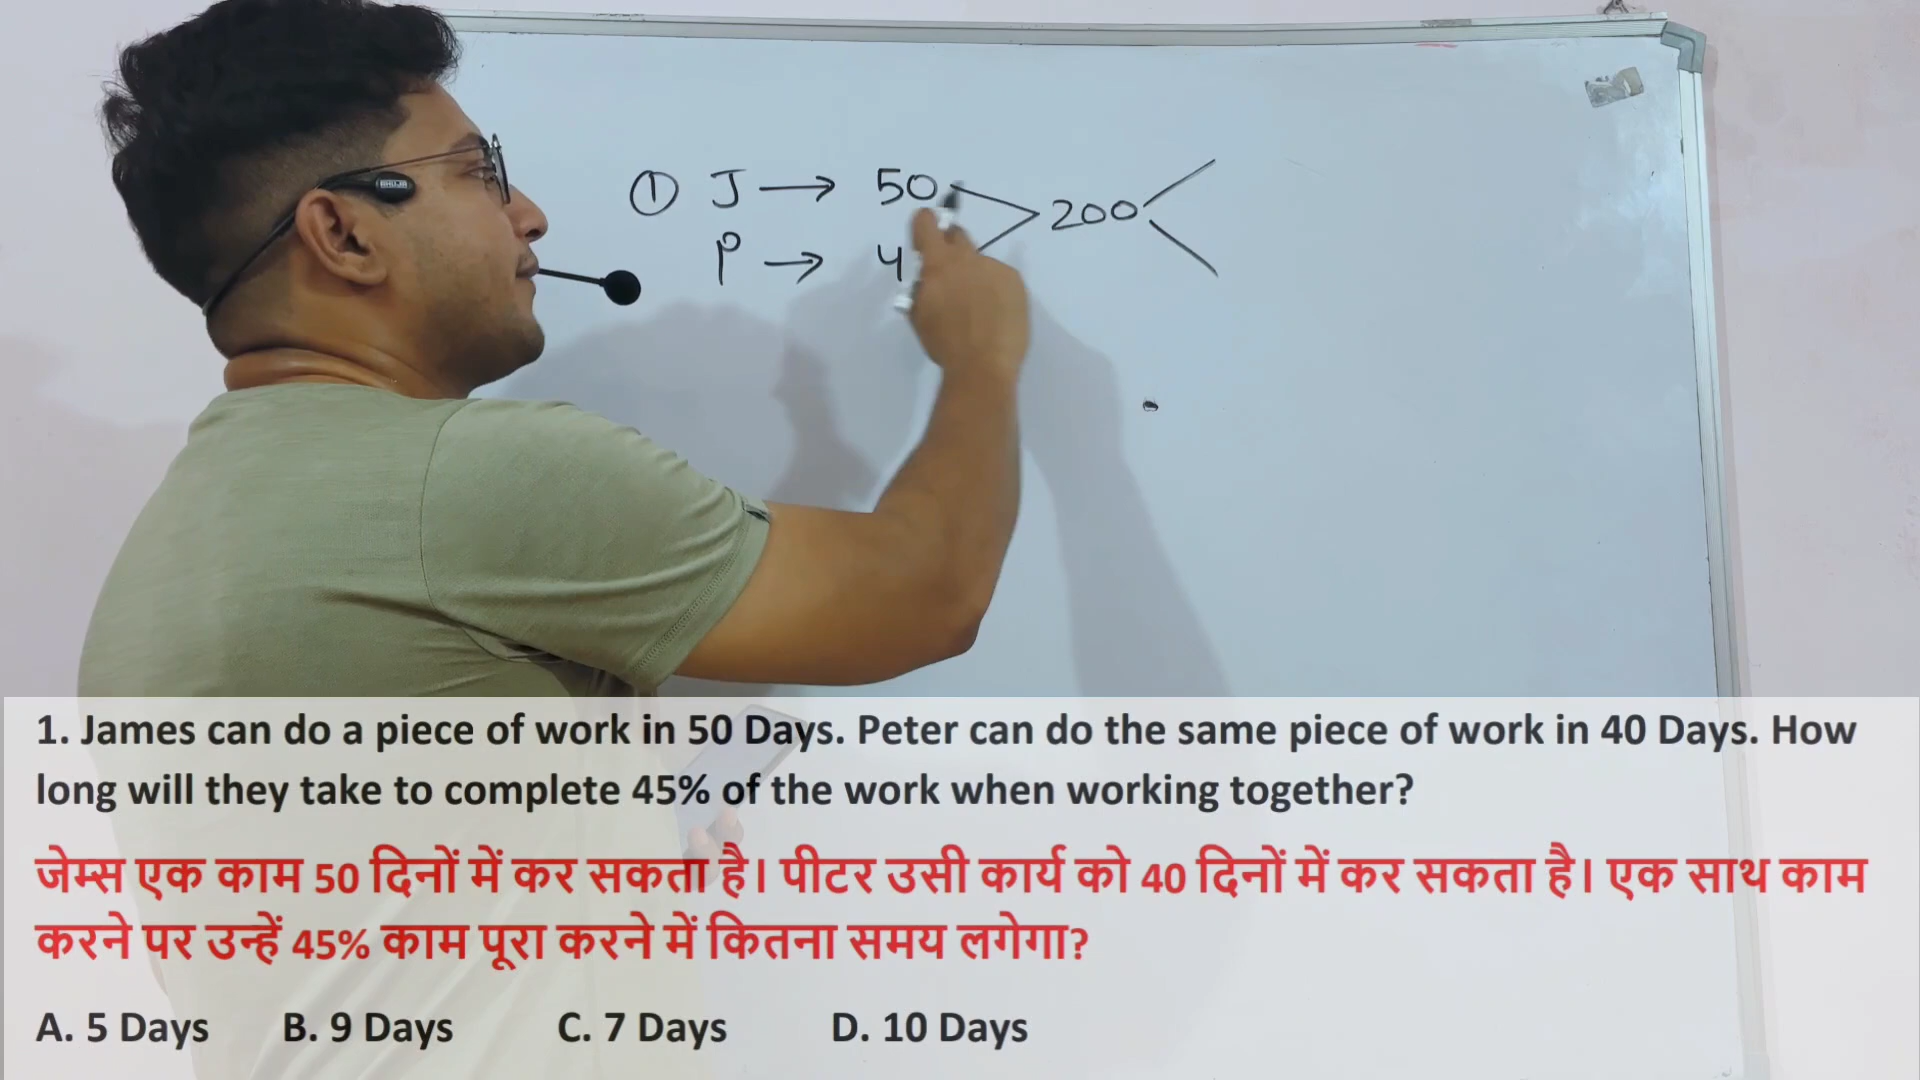 ① J → 50
200
P → 4
1. James can do a piece of work in 50 Days. Peter can do the same piece of work in 40 Days. How
long will they take to complete 45% of the work when working together?
जेम्स एक काम 50 दिनों में कर सकता है। पीटर उसी कार्य को 40 दिनों में कर सकता है। एक साथ काम
करने पर उन्हें 45% काम पूरा करने में कितना समय लगेगा?
A. 5 Days B. 9 Days C. 7 Days D. 10 Days